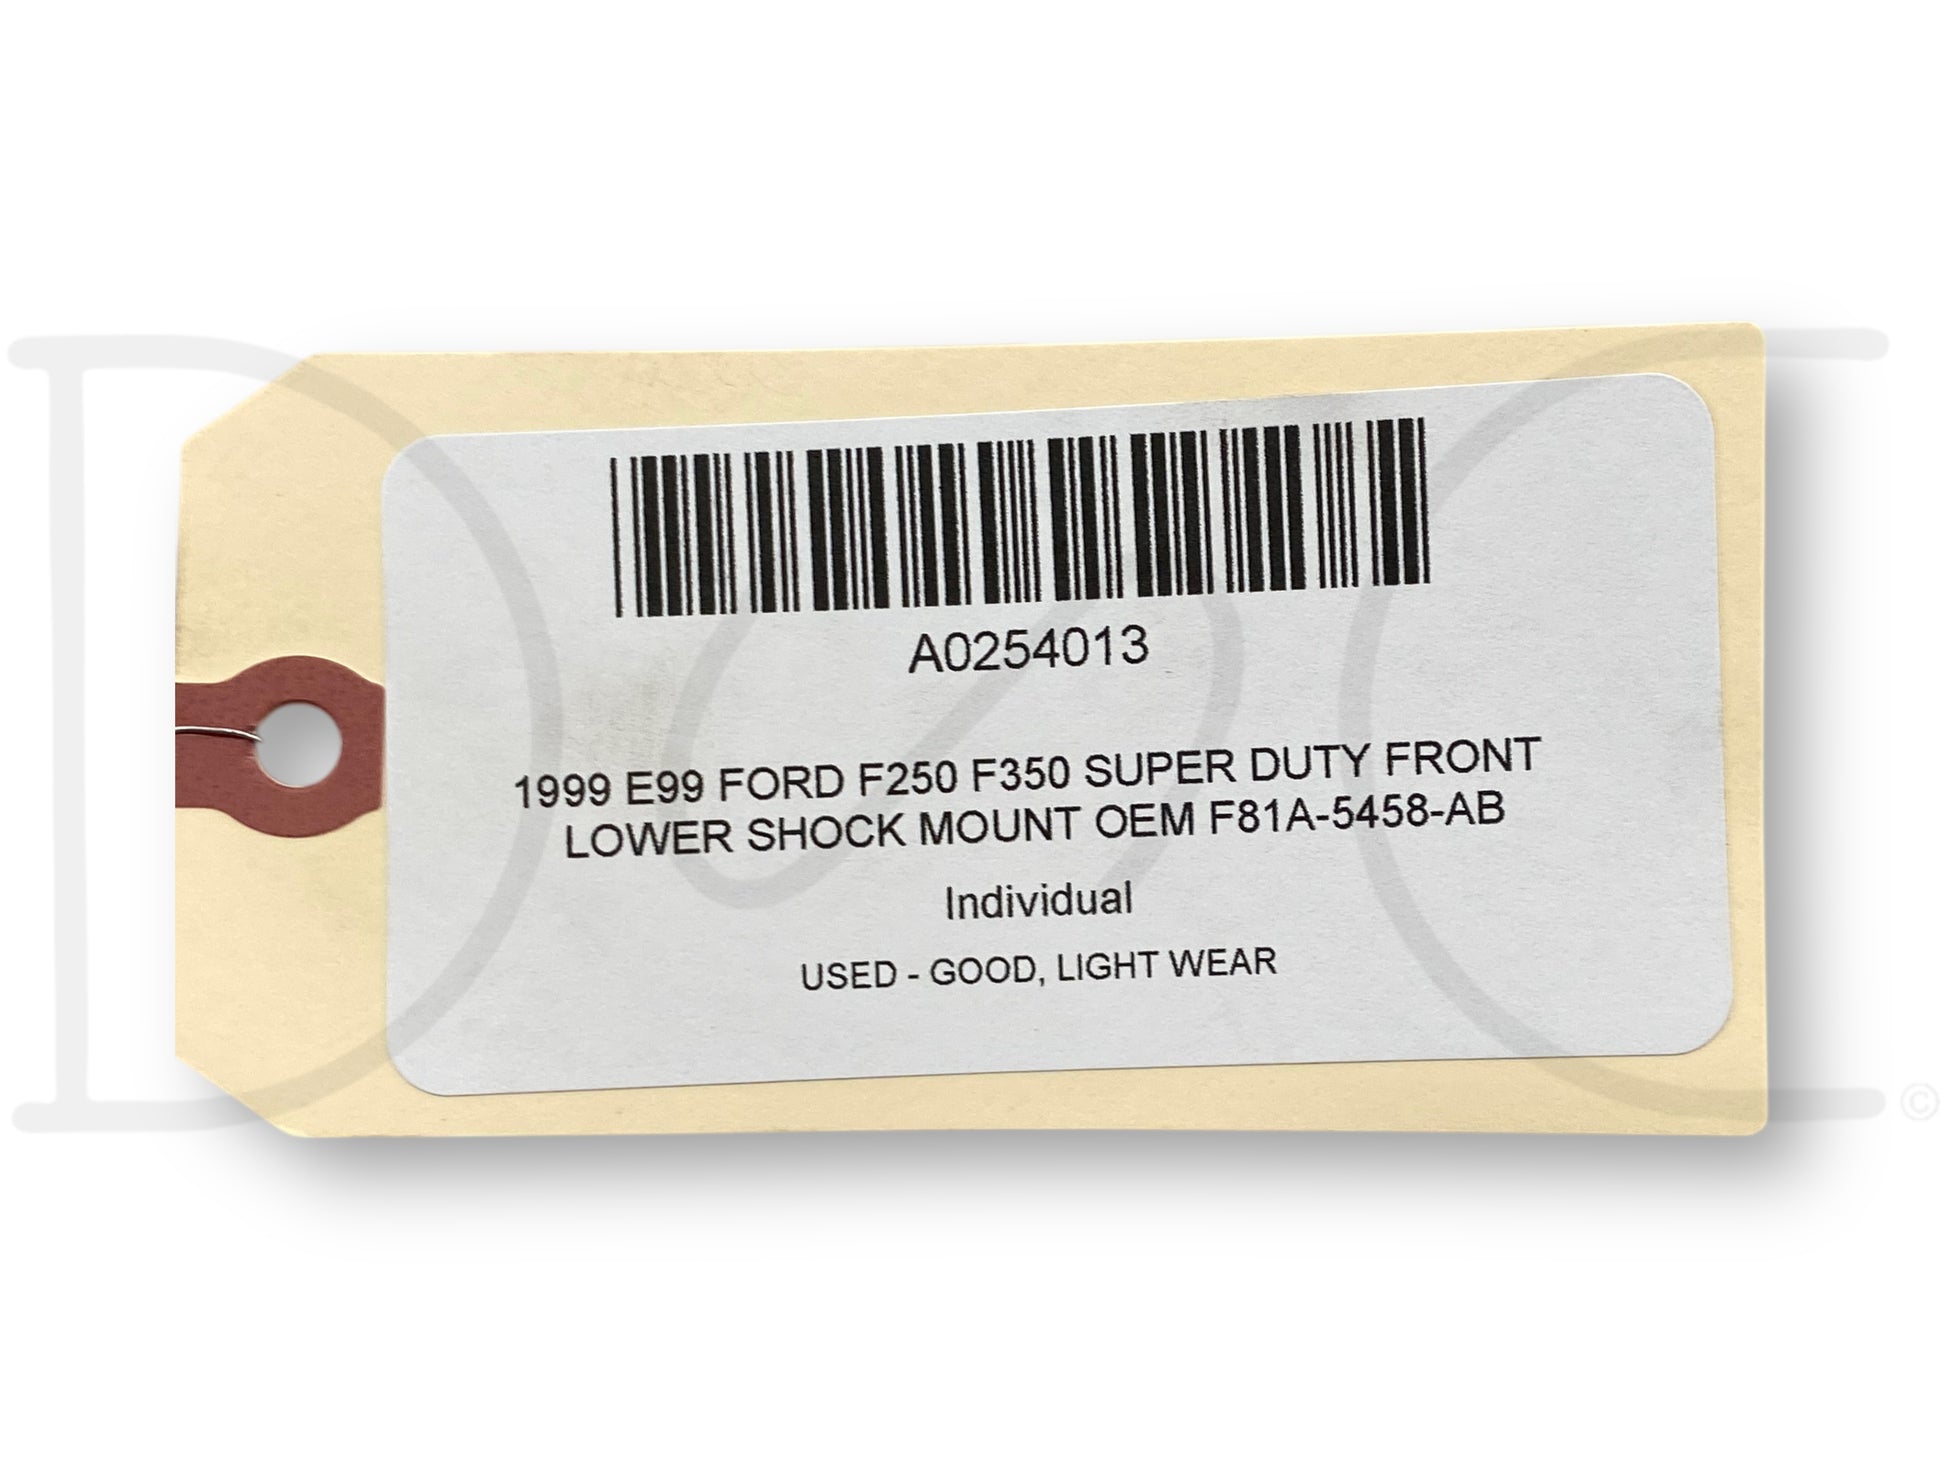 A0254013
1999 E99 FORD F250 F350 SUPER DUTY FRONT
LOWER SHOCK MOUNT OEM F81A-5458-AB
Individual
USED - GOOD, LIGHT WEAR
D C
©